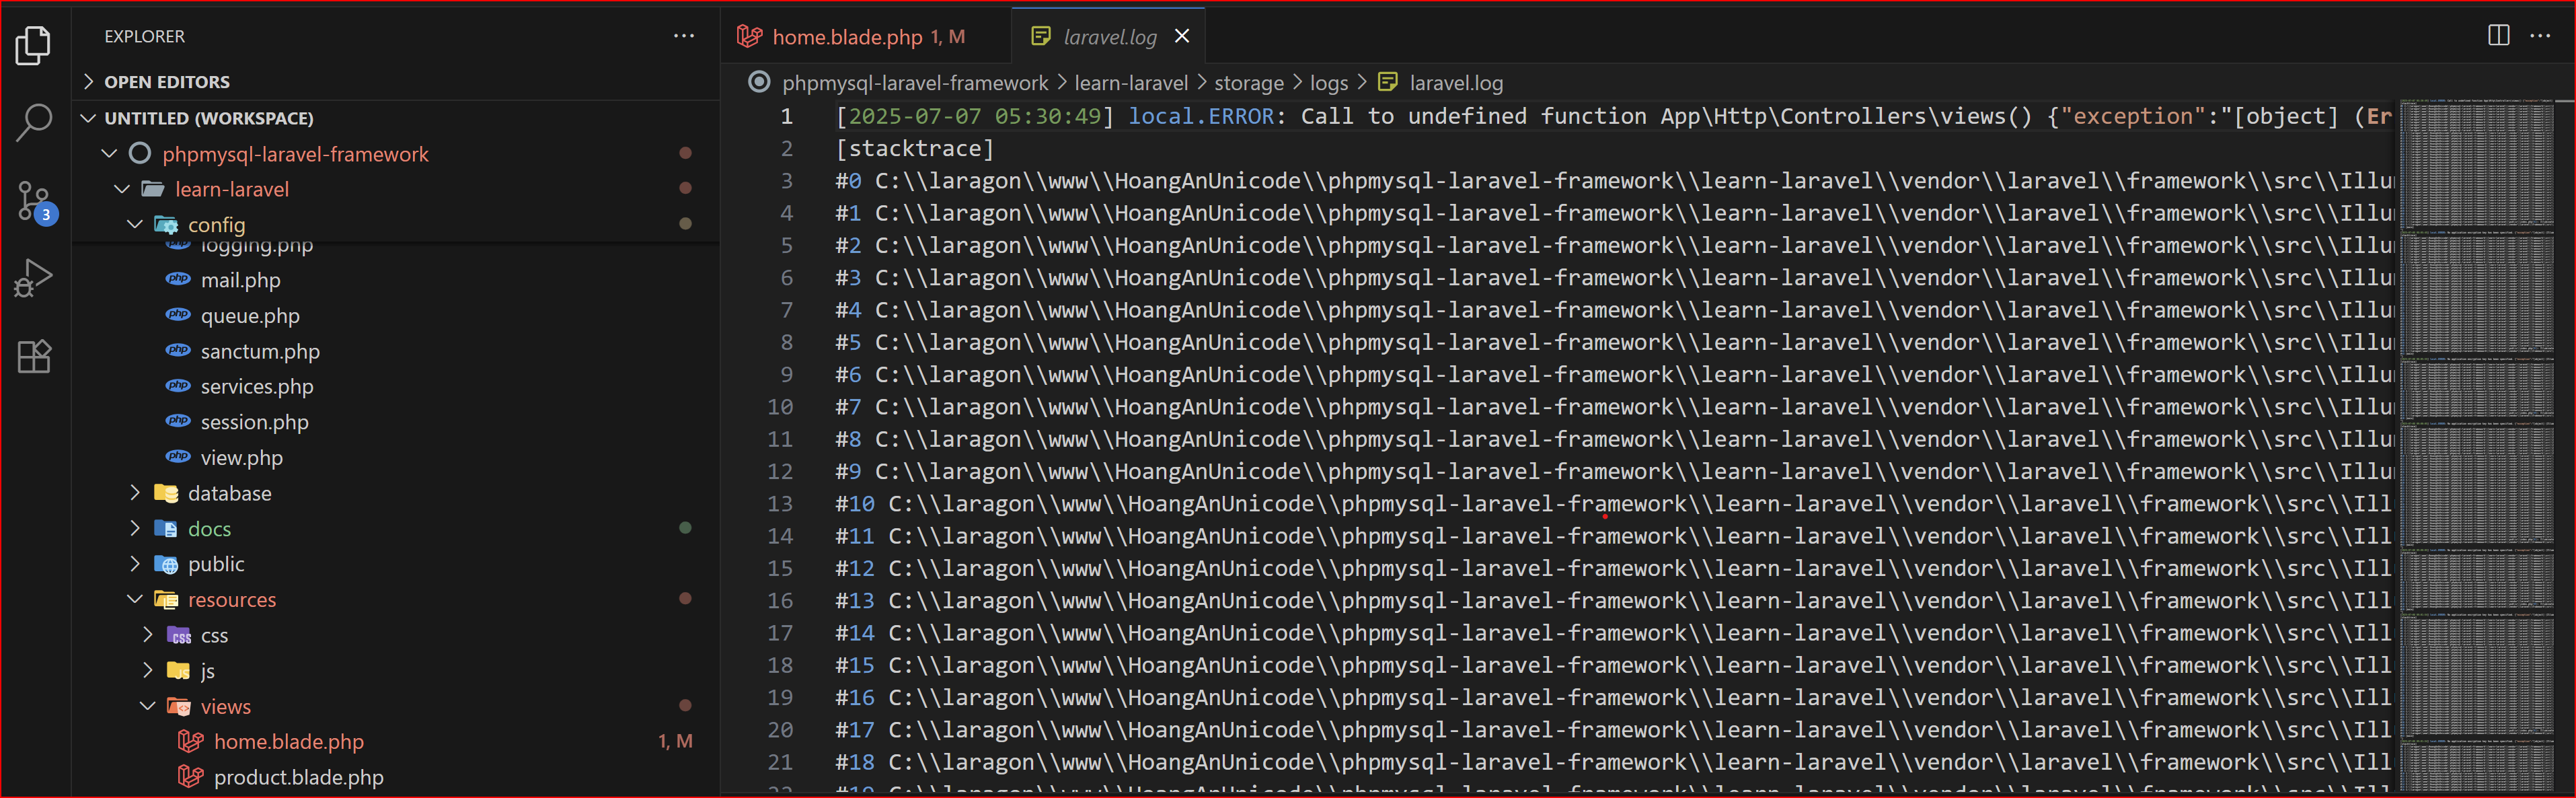 EXPLORER
OPEN EDITORS
UNTITLED (WORKSPACE)
phpmysql-laravel-framework
learn-laravel
config
logging.php
mail.php
queue.php
sanctum.php
services.php
session.php
view.php
database
docs
public
resources
css
js
views
home.blade.php 1, M
product.blade.php
3
home.blade.php 1, M
laravel.log
phpmysql-laravel-framework > learn-laravel > storage > logs > laravel.log
1 [2025-07-07 05:30:49] local.ERROR: Call to undefined function App\Http\Controllers\views() {"exception":"[object] (Er
2 [stacktrace]
3 #0 C:\\laragon\\www\\HoangAnUnicode\\phpmysql-laravel-framework\\learn-laravel\\vendor\\laravel\\framework\\src\\Illu
4 #1 C:\\laragon\\www\\HoangAnUnicode\\phpmysql-laravel-framework\\learn-laravel\\vendor\\laravel\\framework\\src\\Illu
5 #2 C:\\laragon\\www\\HoangAnUnicode\\phpmysql-laravel-framework\\learn-laravel\\vendor\\laravel\\framework\\src\\Illu
6 #3 C:\\laragon\\www\\HoangAnUnicode\\phpmysql-laravel-framework\\learn-laravel\\vendor\\laravel\\framework\\src\\Illu
7 #4 C:\\laragon\\www\\HoangAnUnicode\\phpmysql-laravel-framework\\learn-laravel\\vendor\\laravel\\framework\\src\\Illu
8 #5 C:\\laragon\\www\\HoangAnUnicode\\phpmysql-laravel-framework\\learn-laravel\\vendor\\laravel\\framework\\src\\Illu
9 #6 C:\\laragon\\www\\HoangAnUnicode\\phpmysql-laravel-framework\\learn-laravel\\vendor\\laravel\\framework\\src\\Illu
10 #7 C:\\laragon\\www\\HoangAnUnicode\\phpmysql-laravel-framework\\learn-laravel\\vendor\\laravel\\framework\\src\\Illu
11 #8 C:\\laragon\\www\\HoangAnUnicode\\phpmysql-laravel-framework\\learn-laravel\\vendor\\laravel\\framework\\src\\Illu
12 #9 C:\\laragon\\www\\HoangAnUnicode\\phpmysql-laravel-framework\\learn-laravel\\vendor\\laravel\\framework\\src\\Illu
13 #10 C:\\laragon\\www\\HoangAnUnicode\\phpmysql-laravel-framework\\learn-laravel\\vendor\\laravel\\framework\\src\\Ill
14 #11 C:\\laragon\\www\\HoangAnUnicode\\phpmysql-laravel-framework\\learn-laravel\\vendor\\laravel\\framework\\src\\Ill
15 #12 C:\\laragon\\www\\HoangAnUnicode\\phpmysql-laravel-framework\\learn-laravel\\vendor\\laravel\\framework\\src\\Ill
16 #13 C:\\laragon\\www\\HoangAnUnicode\\phpmysql-laravel-framework\\learn-laravel\\vendor\\laravel\\framework\\src\\Ill
17 #14 C:\\laragon\\www\\HoangAnUnicode\\phpmysql-laravel-framework\\learn-laravel\\vendor\\laravel\\framework\\src\\Ill
18 #15 C:\\laragon\\www\\HoangAnUnicode\\phpmysql-laravel-framework\\learn-laravel\\vendor\\laravel\\framework\\src\\Ill
19 #16 C:\\laragon\\www\\HoangAnUnicode\\phpmysql-laravel-framework\\learn-laravel\\vendor\\laravel\\framework\\src\\Ill
20 #17 C:\\laragon\\www\\HoangAnUnicode\\phpmysql-laravel-framework\\learn-laravel\\vendor\\laravel\\framework\\src\\Ill
21 #18 C:\\laragon\\www\\HoangAnUnicode\\phpmysql-laravel-framework\\learn-laravel\\vendor\\laravel\\framework\\src\\Ill